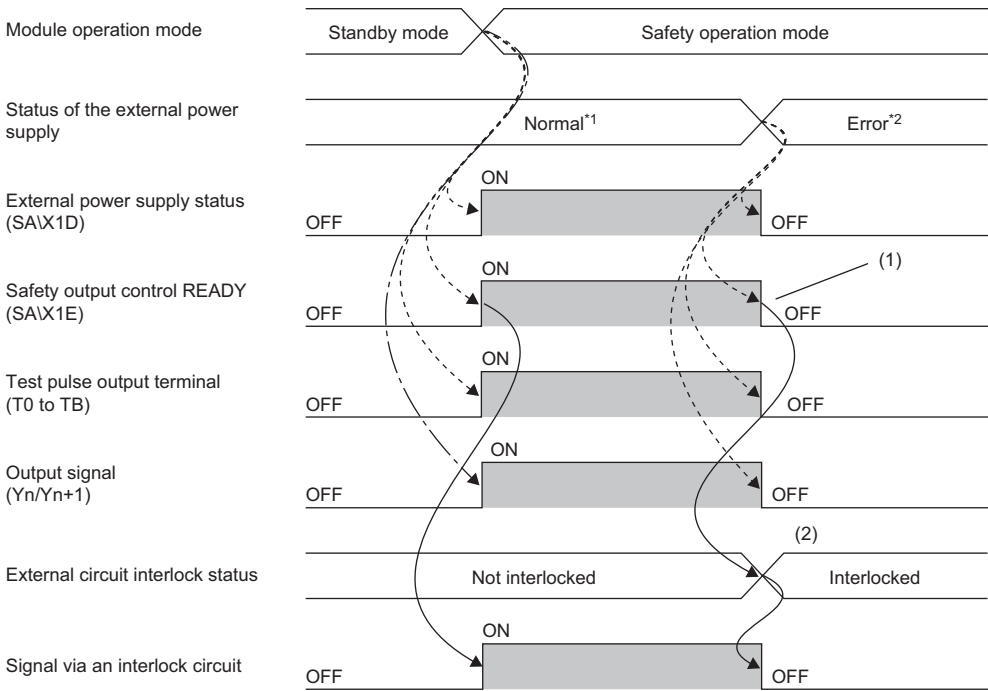 Module operation mode
Standby mode
Safety operation mode
Status of the external power
supply
Normal*1
Error*2
External power supply status
(SA\X1D)
OFF
ON
OFF
Safety output control READY
(SA\X1E)
OFF
ON
OFF
(1)
Test pulse output terminal
(T0 to TB)
OFF
ON
OFF
Output signal
(Yn/Yn+1)
OFF
ON
OFF
External circuit interlock status
Not interlocked
(2)
Interlocked
Signal via an interlock circuit
OFF
ON
OFF